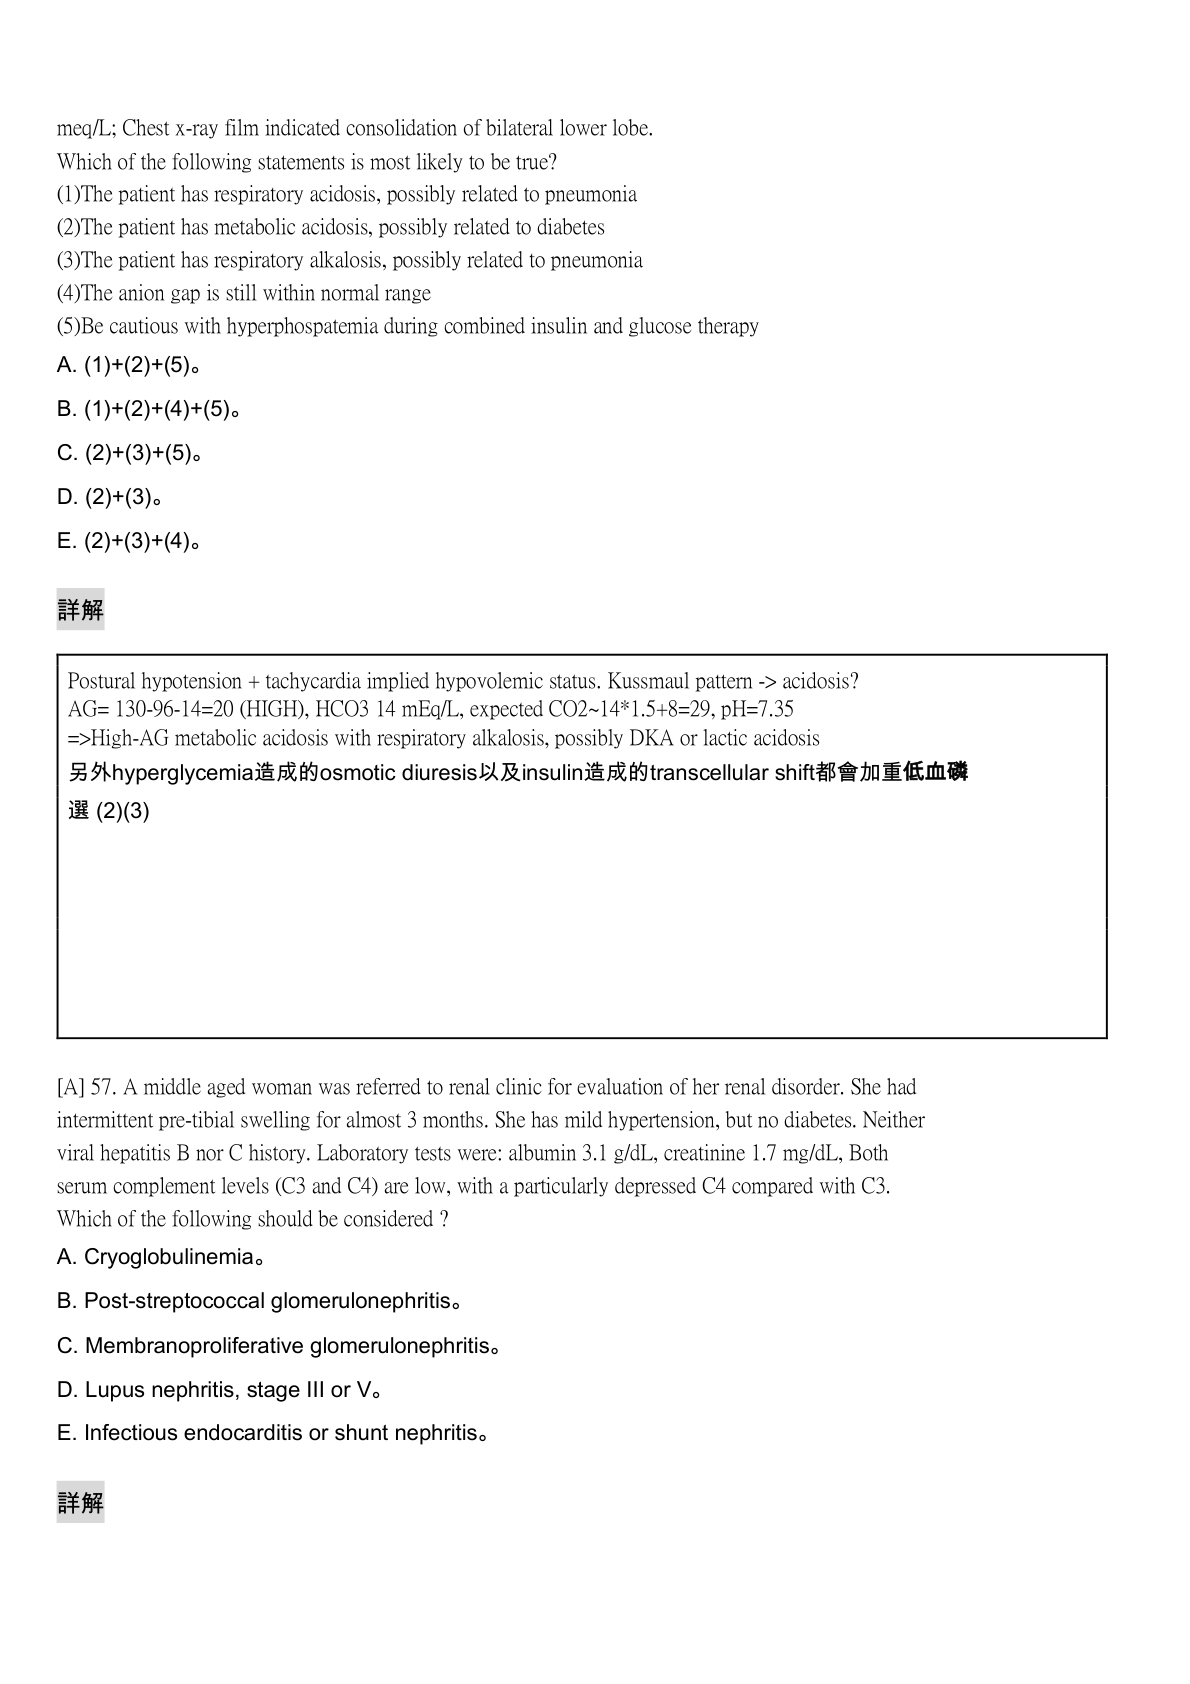 meq/L; Chest x-ray film indicated consolidation of bilateral lower lobe.
Which of the following statements is most likely to be true?
(1)The patient has respiratory acidosis, possibly related to pneumonia
(2)The patient has metabolic acidosis, possibly related to diabetes
(3)The patient has respiratory alkalosis, possibly related to pneumonia
(4)The anion gap is still within normal range
(5)Be cautious with hyperphospatemia during combined insulin and glucose therapy
A. (1)+(2)+(5)。
B. (1)+(2)+(4)+(5)。
C. (2)+(3)+(5)。
D. (2)+(3)。
E. (2)+(3)+(4)。
詳解
Postural hypotension + tachycardia implied hypovolemic status. Kussmaul pattern -> acidosis?
AG= 130-96-14=20 (HIGH), HCO3 14 mEq/L, expected CO2~14*1.5+8=29, pH=7.35
=>High-AG metabolic acidosis with respiratory alkalosis, possibly DKA or lactic acidosis
另外hyperglycemia造成的osmotic diuresis以及insulin造成的transcellular shift都會加重低血磷
選 (2)(3)
[A] 57. A middle aged woman was referred to renal clinic for evaluation of her renal disorder. She had
intermittent pre-tibial swelling for almost 3 months. She has mild hypertension, but no diabetes. Neither
viral hepatitis B nor C history. Laboratory tests were: albumin 3.1 g/dL, creatinine 1.7 mg/dL, Both
serum complement levels (C3 and C4) are low, with a particularly depressed C4 compared with C3.
Which of the following should be considered ?
A. Cryoglobulinemia。
B. Post-streptococcal glomerulonephritis。
C. Membranoproliferative glomerulonephritis。
D. Lupus nephritis, stage III or V。
E. Infectious endocarditis or shunt nephritis。
詳解